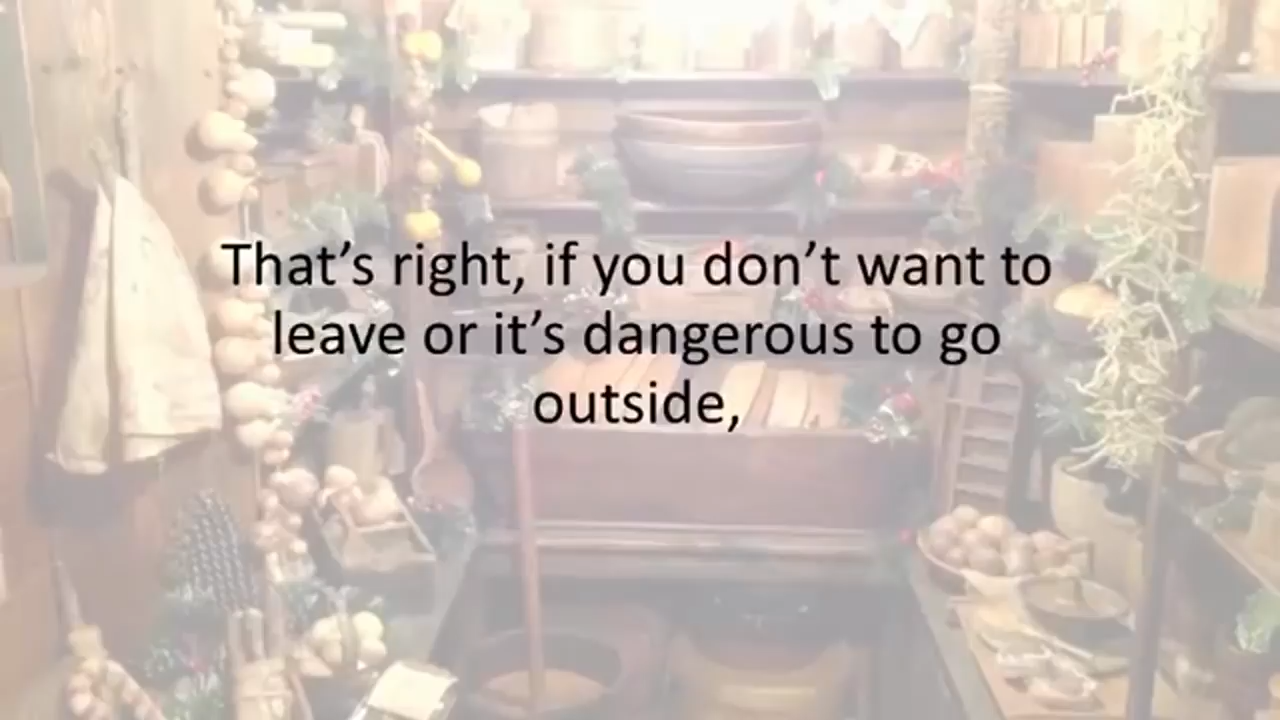 That’s right, if you don’t want to
leave or it’s dangerous to go
outside,